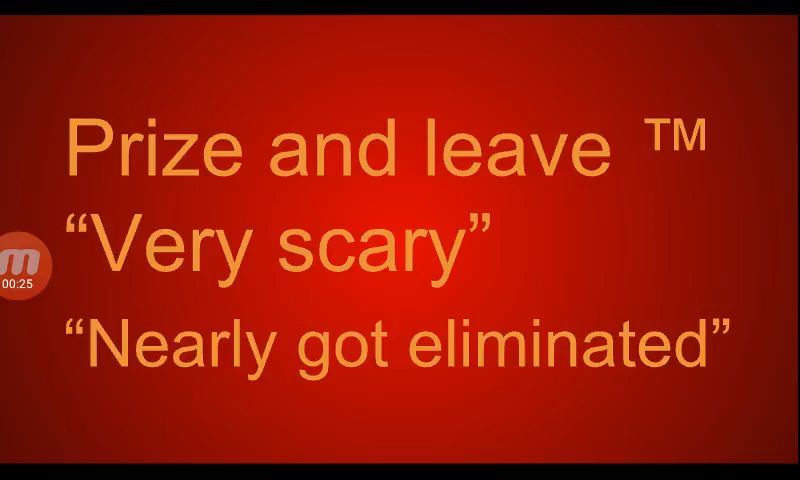 Prize and leave ™
“Very scary”
m
00:25
“Nearly got eliminated”